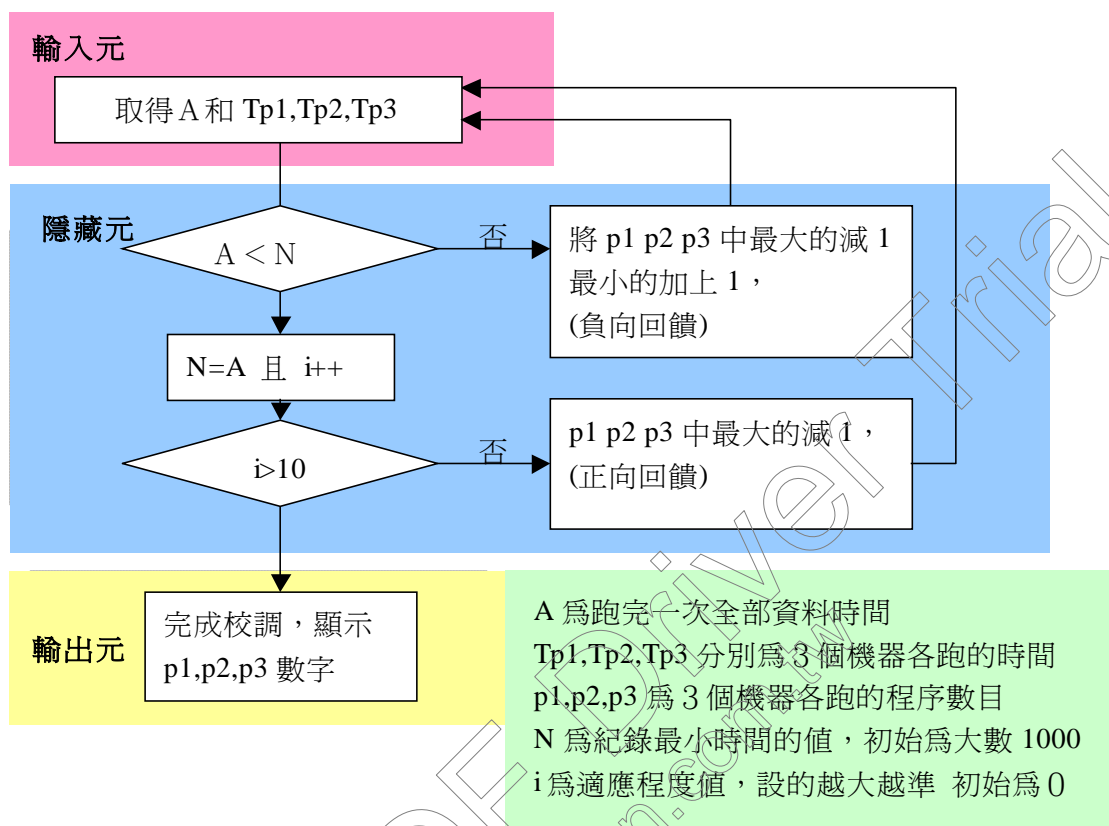 輸入元
取得A和 Tp1,Tp2,Tp3
隱藏元
A < N
否
將 p1 p2 p3 中最大的減 1
最小的加上 1，
(負向回饋)
N=A 且 i++
i>10
否
p1 p2 p3 中最大的減 1，
(正向回饋)
輸出元
完成校調，顯示
p1,p2,p3 數字
A 爲跑完一次全部資料時間
Tp1,Tp2,Tp3 分別爲３個機器各跑的時間
p1,p2,p3 爲３個機器各跑的程序數目
N 爲紀錄最小時間的值，初始爲大數 1000
i 爲適應程度值，設的越大越準 初始爲０
Driver Trial